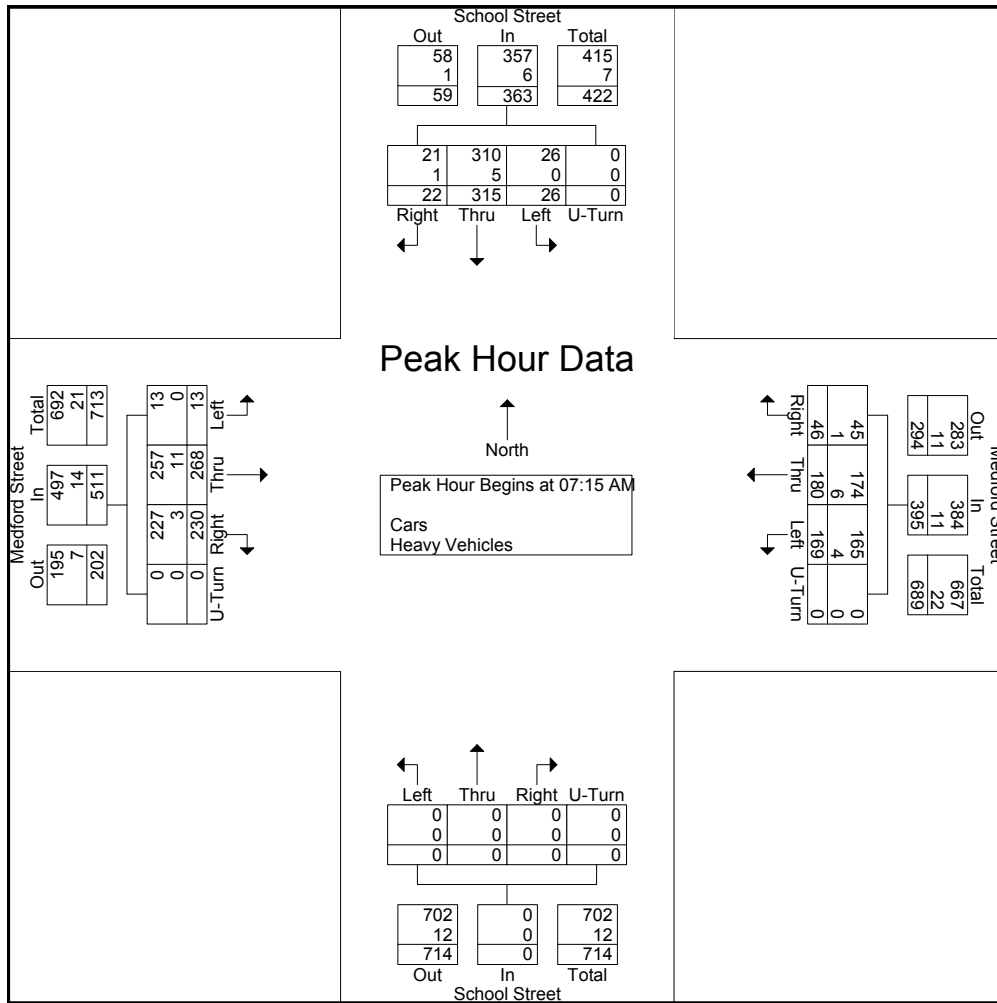 School Street
Out In Total
58 357 415
1 6 7
59 363 422
21 310 26 0
1 5 0 0
22 315 26 0
Right Thru Left U-Turn
Peak Hour Data
North
Peak Hour Begins at 07:15 AM
Cars
Heavy Vehicles
Medford Street
Total In Out
692 497 195
21 14 7
713 511 202
13 257 227 0
0 11 3 0
13 268 230 0
Left Thru Right U-Turn
Medford Street
Out In Total
283 384 667
11 11 22
294 395 689
45 174 165 0
1 6 4 0
46 180 169 0
Right Thru Left U-Turn
Left Thru Right U-Turn
0 0 0 0
0 0 0 0
0 0 0 0
702 0 702
12 0 12
714 0 714
Out In Total
School Street